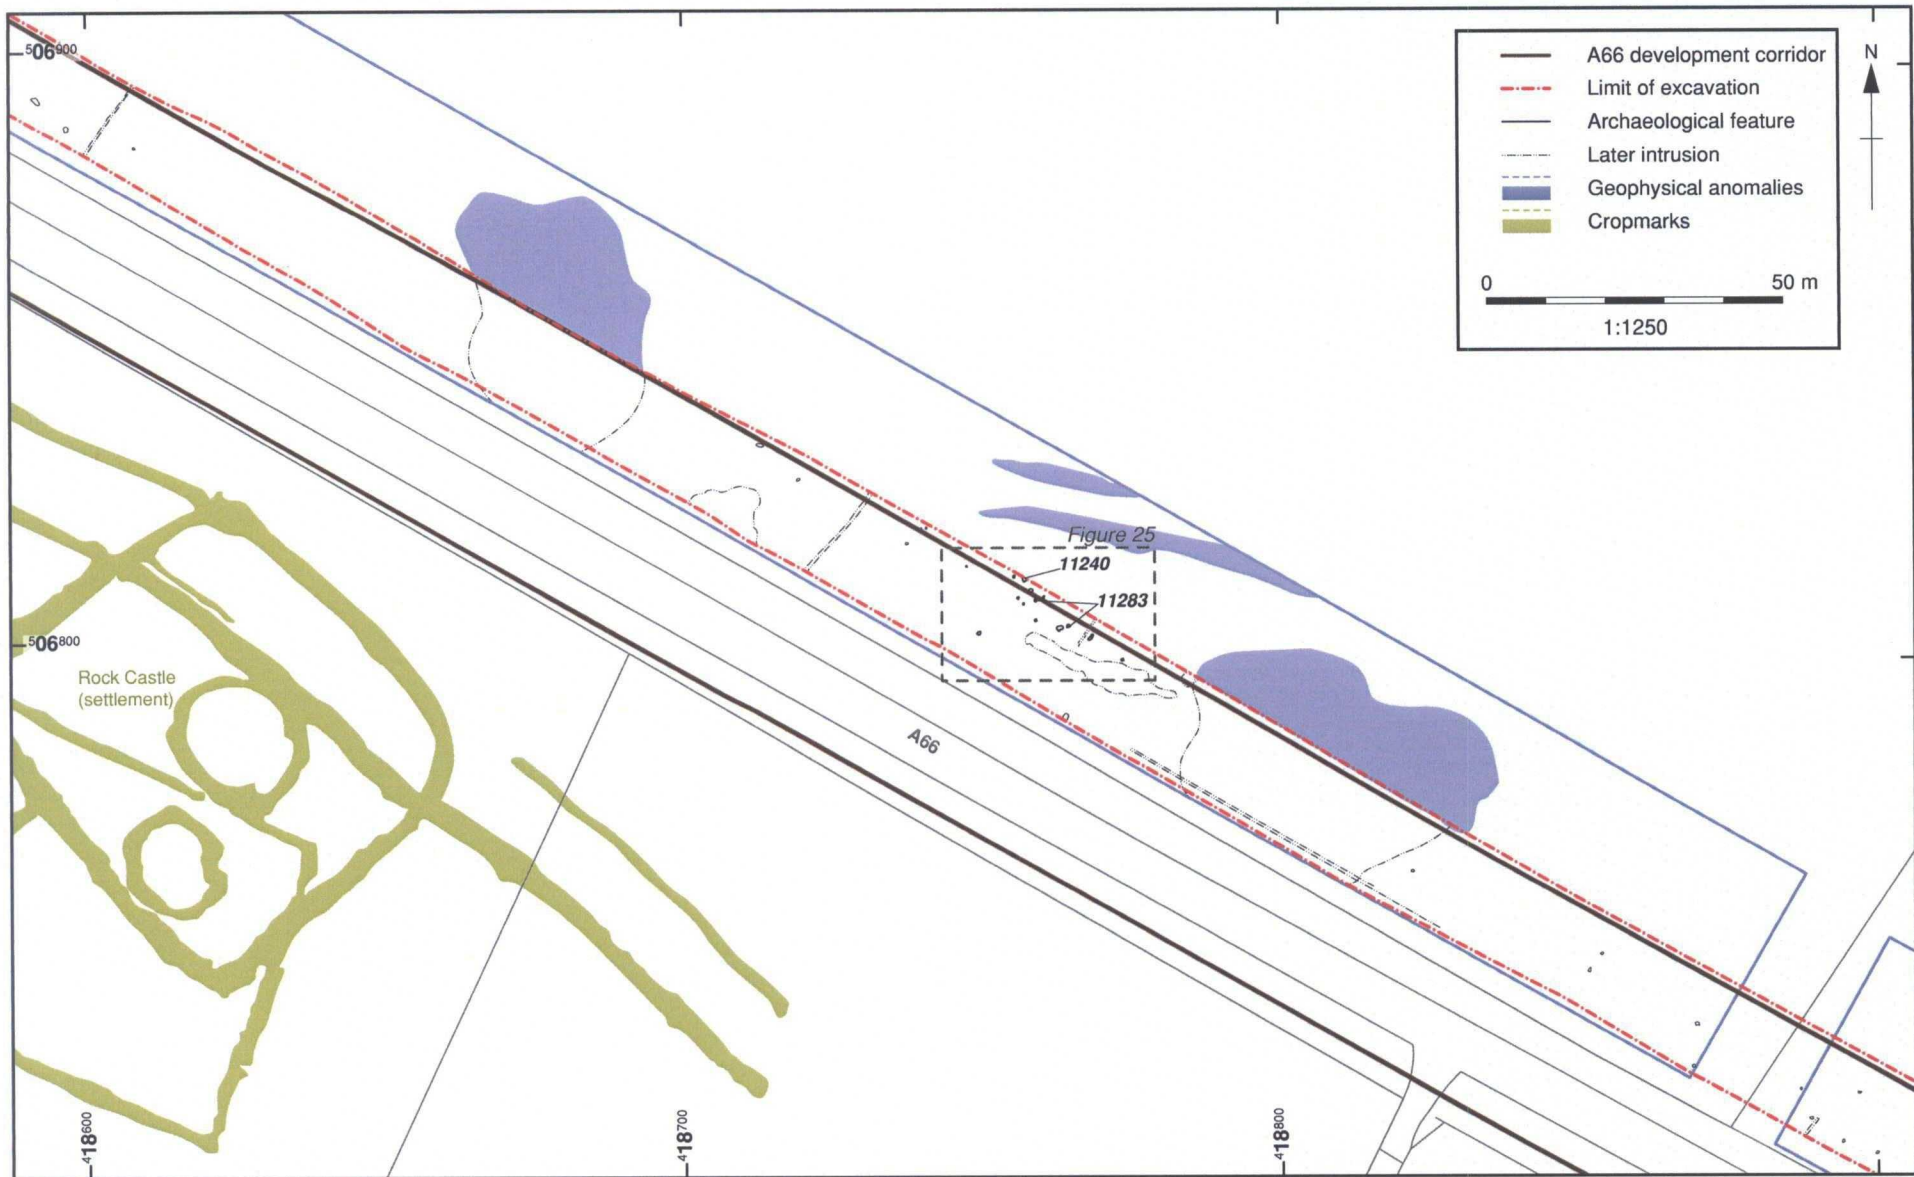 506900
A66 development corridor
Limit of excavation
Archaeological feature
Later intrusion
Geophysical anomalies
Cropmarks
0 50 m
1:1250
N
Figure 25
11240
11283
506800
Rock Castle
(settlement)
A66
418600
418700
418800